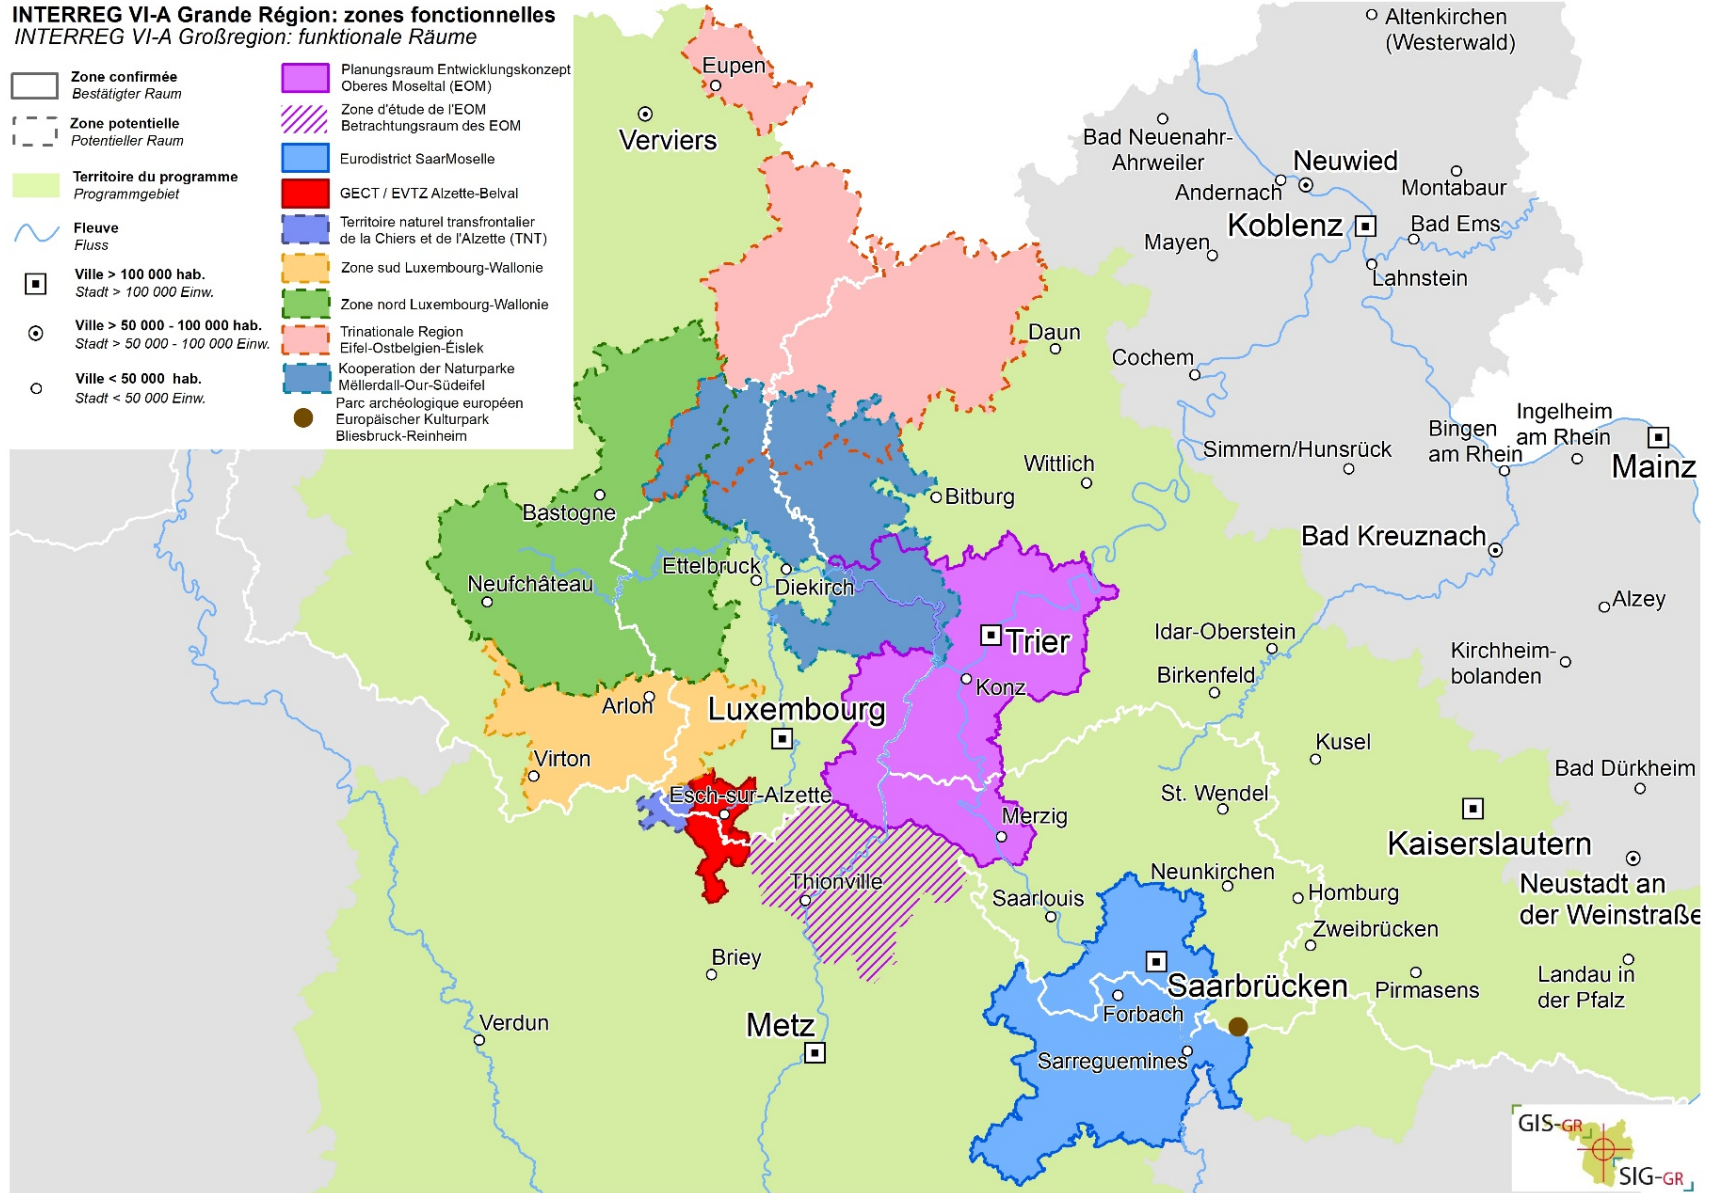 INTERREG VI-A Grande Région: zones fonctionnelles
INTERREG VI-A Großregion: funktionale Räume
Zone confirmée
Bestätigter Raum
Zone potentielle
Potentieller Raum
Territoire du programme
Programmgebiet
Fleuve
Fluss
Ville > 100 000 hab.
Stadt > 100 000 Einw.
Ville > 50 000 - 100 000 hab.
Stadt > 50 000 - 100 000 Einw.
Ville < 50 000 hab.
Stadt < 50 000 Einw.
Planungsraum Entwicklungskonzept
Oberes Moseltal (EOM)
Zone d'étude de l'EOM
Betrachtungsraum des EOM
Eurodistrict SaarMoselle
GECT / EVTZ Alzette-Belval
Territoire naturel transfrontalier
de la Chiers et de l'Alzette (TNT)
Zone sud Luxembourg-Wallonie
Zone nord Luxembourg-Wallonie
Trinationale Region
Eifel-Ostbelgien-Éislek
Kooperation der Naturparke
Mëllerdall-Our-Südeifel
Parc archéologique européen
Europäischer Kulturpark
Bliesbruck-Reinheim
Altenkirchen
(Westerwald)
Eupen
Verviers
Bad Neuenahr-
Ahrweiler
Neuwied
Andernach
Montabaur
Koblenz
Bad Ems
Mayen
Lahnstein
Daun
Cochem
Ingelheim
am Rhein
Bingen
am Rhein
Simmern/Hunsrück
Mainz
Wittlich
Bitburg
Bastogne
Bad Kreuznach
Ettelbruck
Diekirch
Neufchâteau
Alzey
Trier
Idar-Oberstein
Kirchheim-
bolanden
Birkenfeld
Konz
Arlon
Luxembourg
Virton
Kusel
Bad Dürkheim
Esch-sur-Alzette
St. Wendel
Merzig
Kaiserslautern
Thionville
Neunkirchen
Homburg
Neustadt an
der Weinstraße
Saarlouis
Zweibrücken
Briey
Saarbrücken
Pirmasens
Landau in
der Pfalz
Forbach
Verdun
Metz
Sarreguemines
GIS-GR
SIG-GR